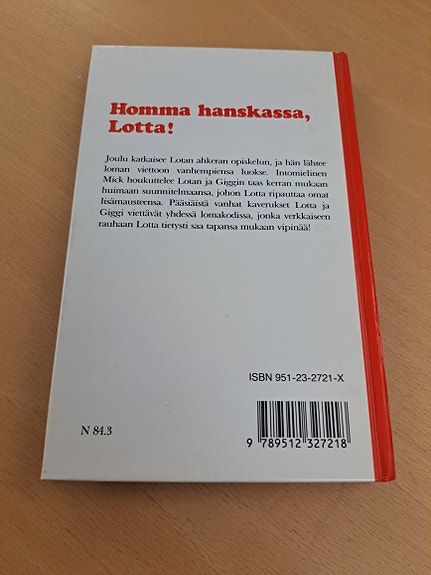 Homma hanskassa,
Lotta!
Joulu katkaisee Lotan ahkeran opiskelun, ja hän lähtee
loman viettoon vanhempiensa luokse. Intomielinen
Mick houkuttelee Lotan ja Giggin taas kerran mukaan
huimaan suunnitelmaansa, johon Lotta ripauttaa omat
lisämausteensa. Pääsiäistä vanhat kaverukset Lotta ja
Giggi viettävät yhdessä lomakodissa, jonka verkkaiseen
rauhaan Lotta tietysti saa tapansa mukaan vipinää!
ISBN 951-23-2721-X
N 84.3
9 789512 327218